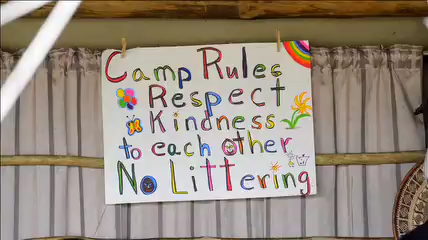 Camp Rules
Respect
Kindness
to each other
No Littering